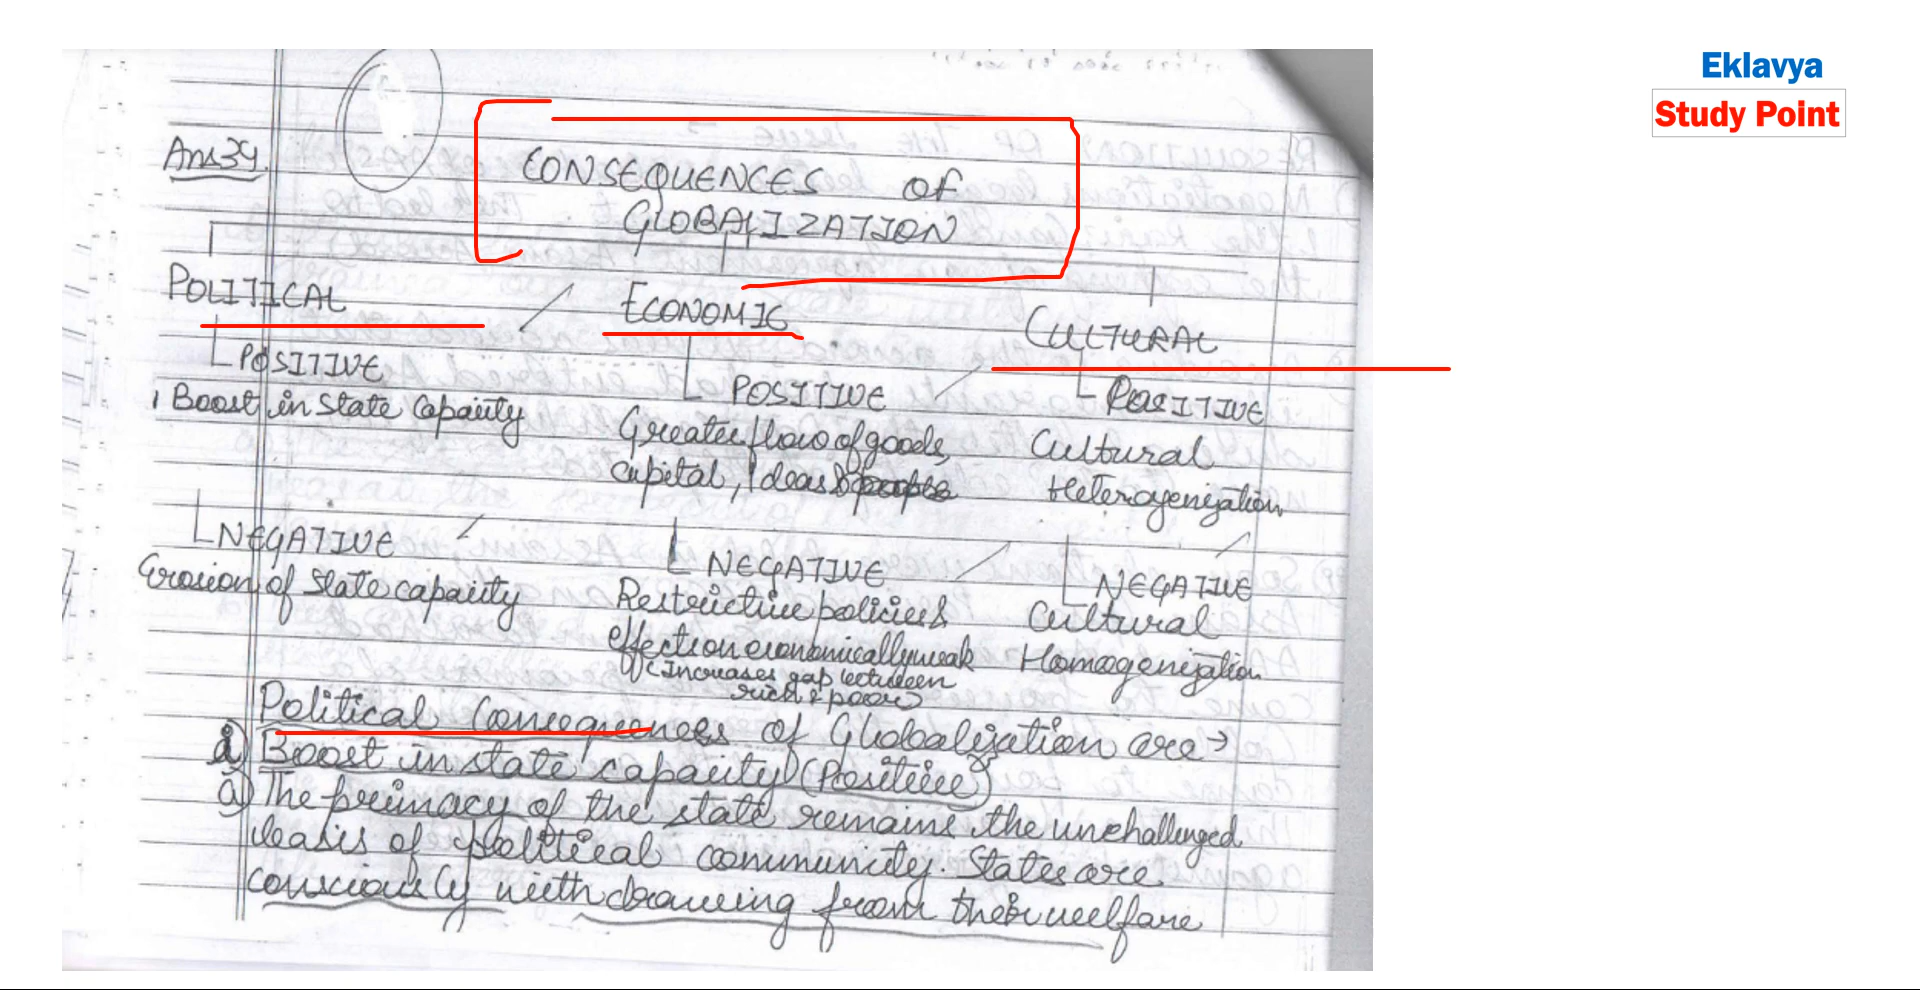 Eklavya
Study Point
Ans34.
CONSEQUENCES OF
GLOBALIZATION
POLITICAL
ECONOMIC
CULTURAL
POSITIVE
POSITIVE
POSITIVE
Boost in state capacity
Greater flow of goods,
capital, Ideas & people
Cultural
Heterogenization
NEGATIVE
NEGATIVE
NEGATIVE
Erosion of state capacity
Restrictive policies &
effect on economically weak
(Increases gap between
rich & poor)
Cultural
Homogenization
Political Consequences of Globalization are →
i) Boost in state capacity (Positive)
a) The primacy of the state remains the unchallenged
basis of political community. States are
consciously withdrawing from their welfare